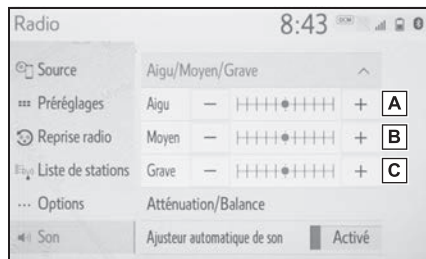 Radio
8:43
0
Source
Aigu/Moyen/Grave
Préréglages
Aigu
A
Reprise radio
Moyen
B
Liste de stations
Grave
C
Options
Atténuation/Balance
Son
Ajusteur automatique de son
Activé